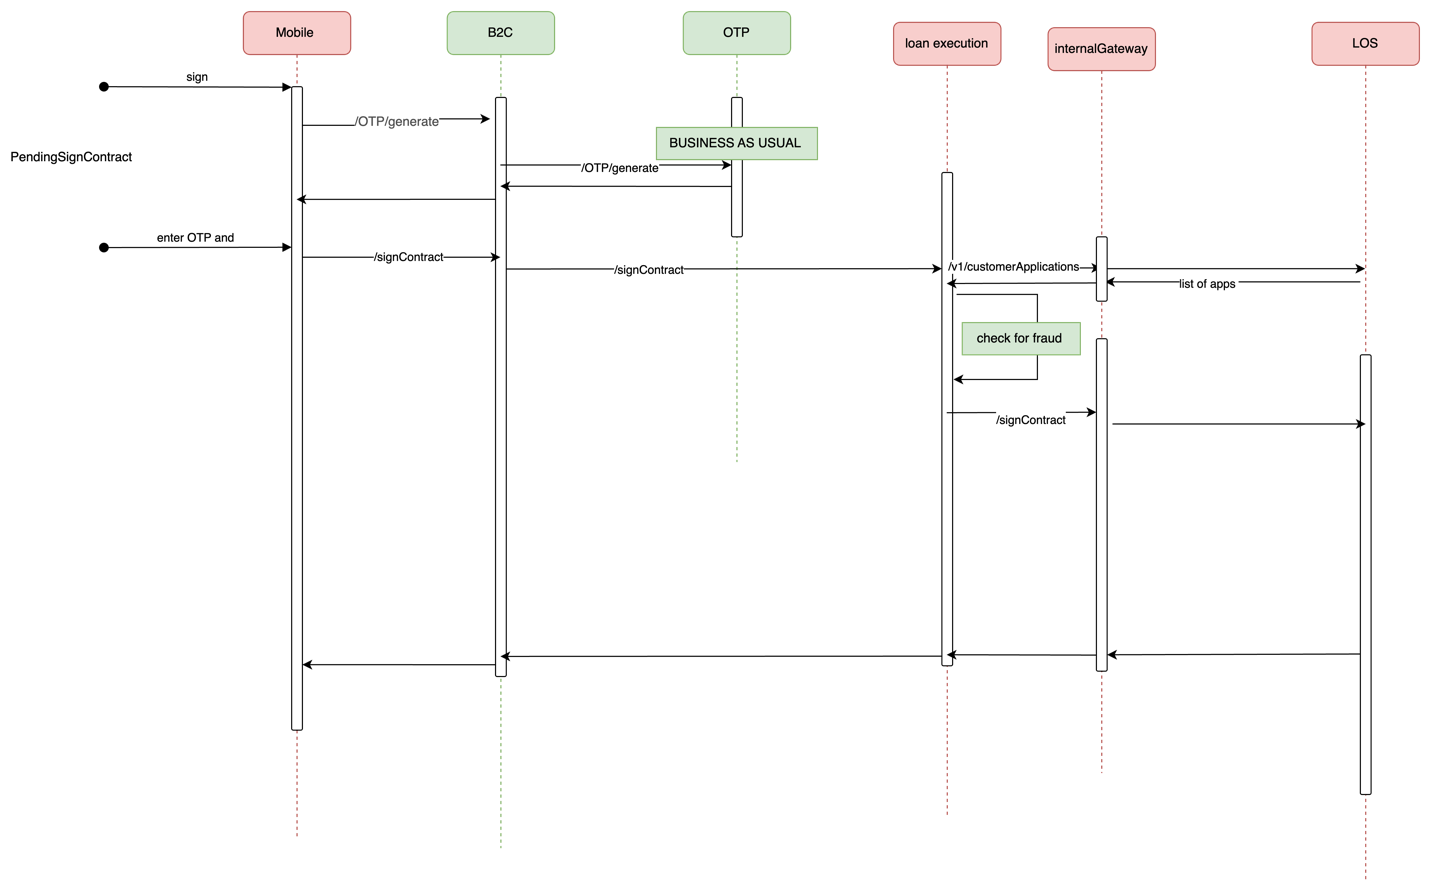 Mobile
B2C
OTP
loan execution
internalGateway
LOS
sign
/OTP/generate
BUSINESS AS USUAL
PendingSignContract
/OTP/generate
enter OTP and
/signContract
/signContract
/v1/customerApplications
list of apps
check for fraud
/signContract